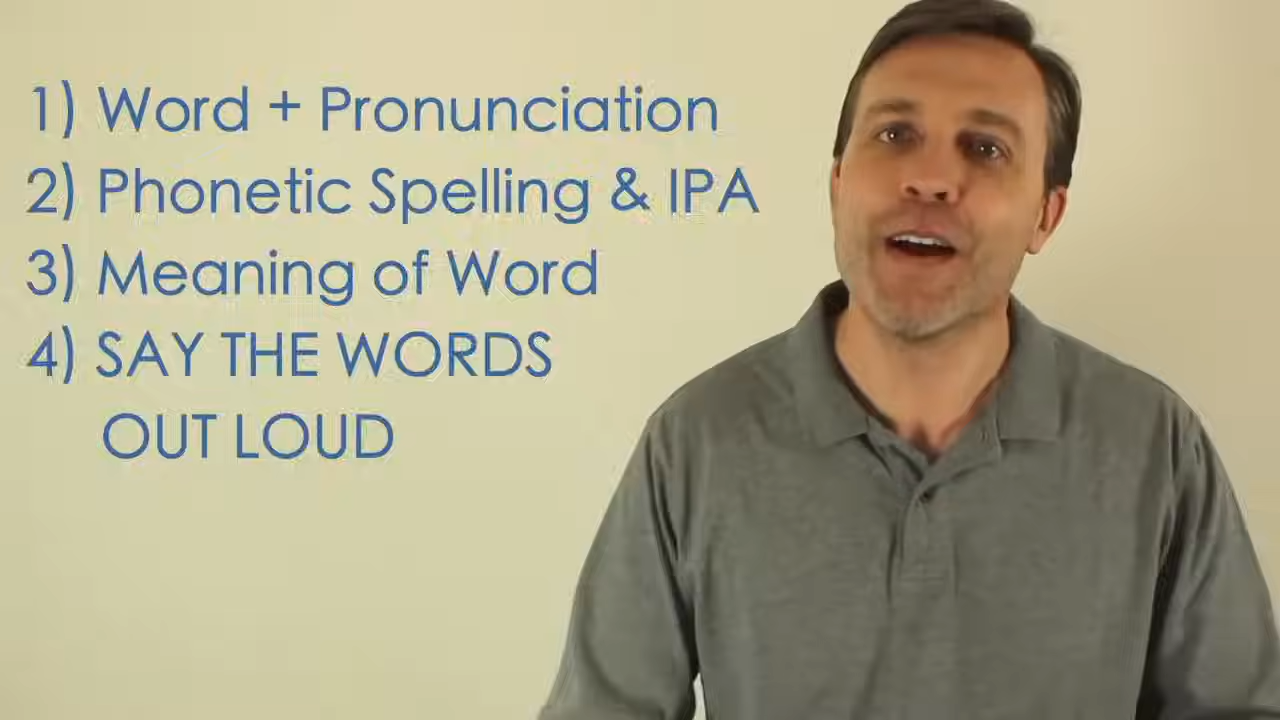 1) Word + Pronunciation
2) Phonetic Spelling & IPA
3) Meaning of Word
4) SAY THE WORDS
OUT LOUD